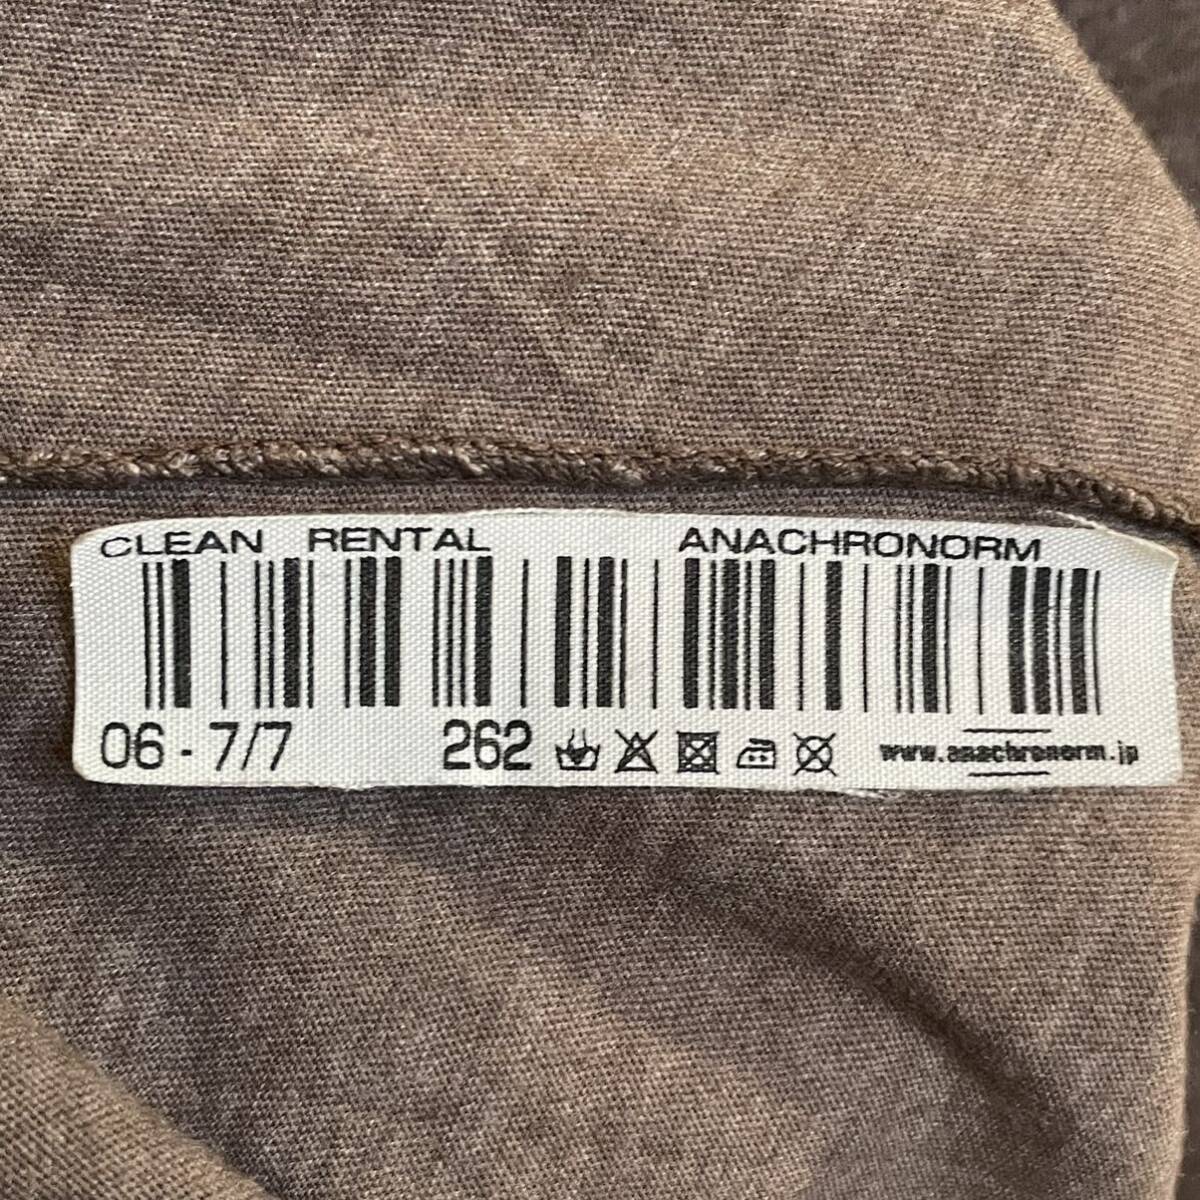 CLEAN RENTAL ANACHRONORM
06 - 7/7 262 www.anachronorm.jp